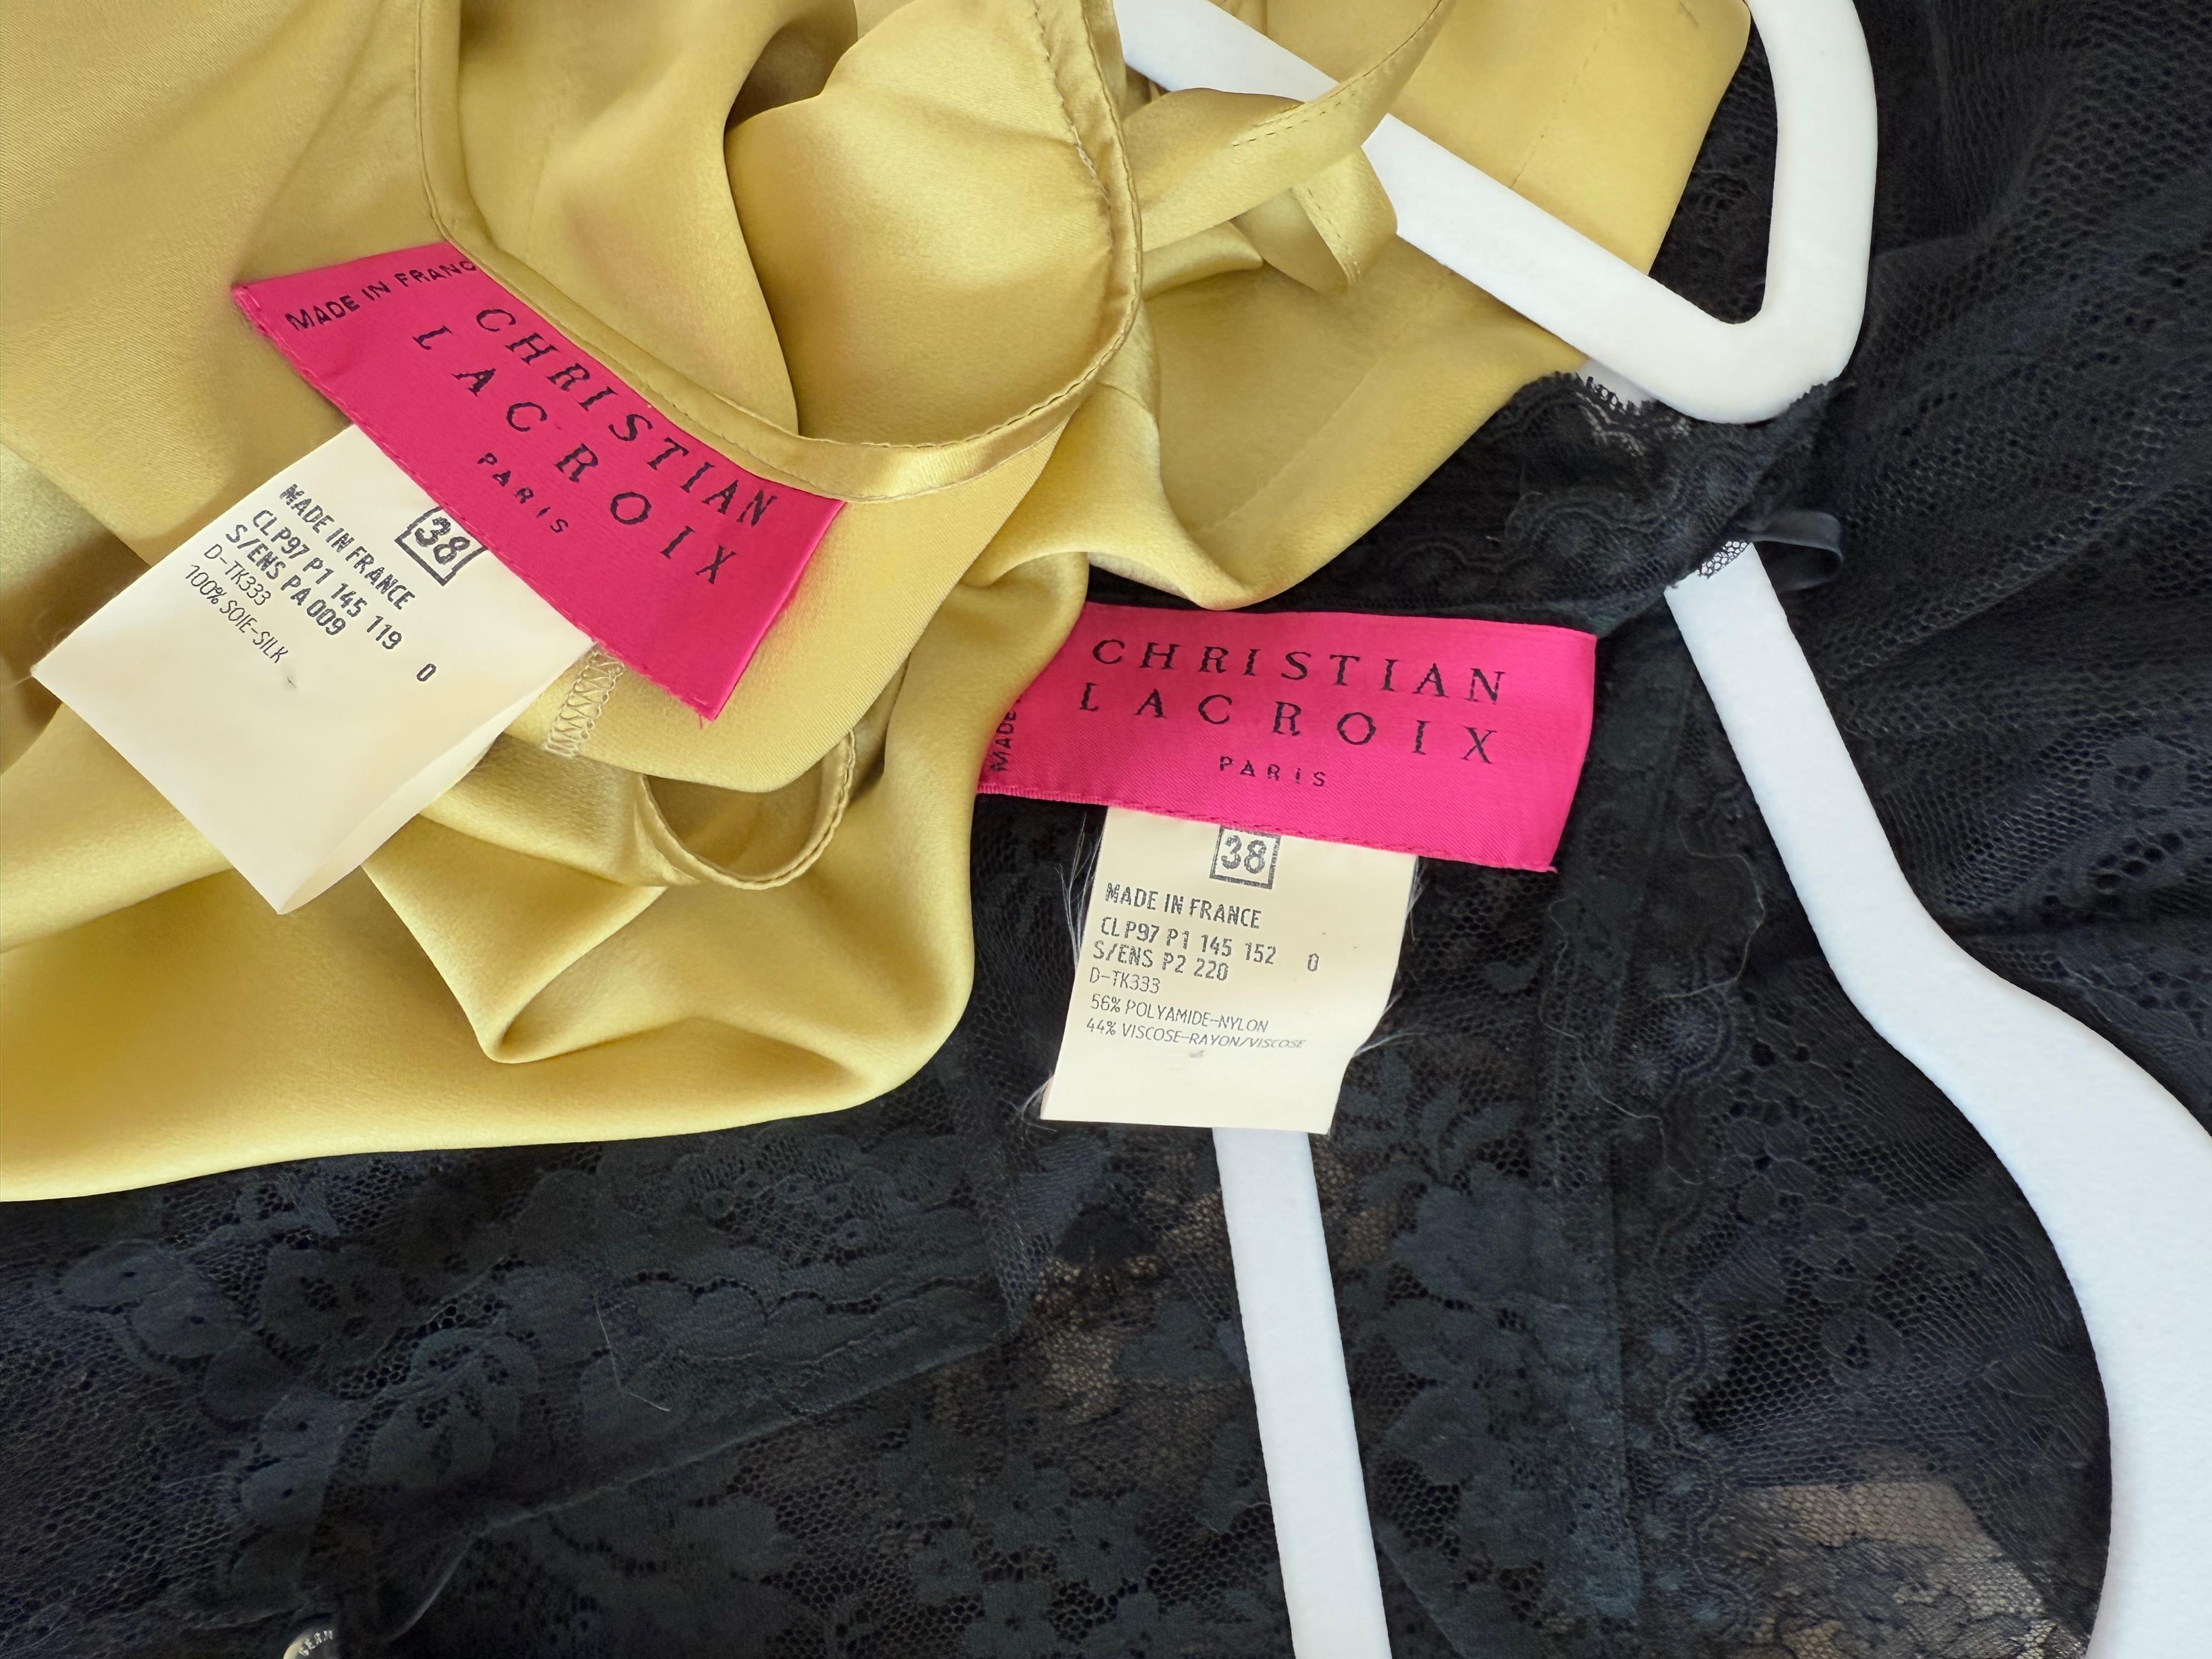 MADE IN FRANC
CHRISTIAN
LACROIX
PARIS
38
MADE IN FRANCE
CLP97 P1 145 119 0
S/ENS PA 009
D-TK333
100% SOIE-SILK
MADE
CHRISTIAN
LACROIX
PARIS
38
MADE IN FRANCE
CLP97 P1 145 152 0
S/ENS P2 220
D-TK333
56% POLYAMIDE-NYLON
44% VISCOSE-RAYON/VISCOSE